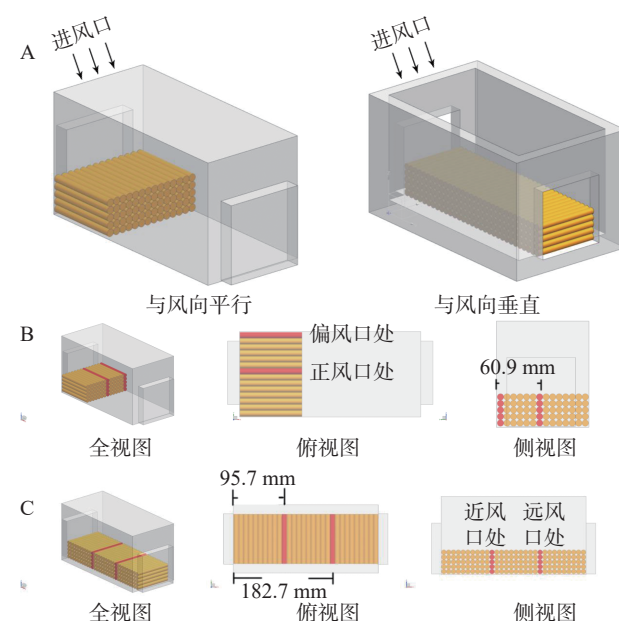 A
进风口
进风口
与风向平行
与风向垂直
B
偏风口处
正风口处
60.9 mm
全视图
俯视图
侧视图
C
95.7 mm
182.7 mm
近风
口处
远风
口处
全视图
俯视图
侧视图